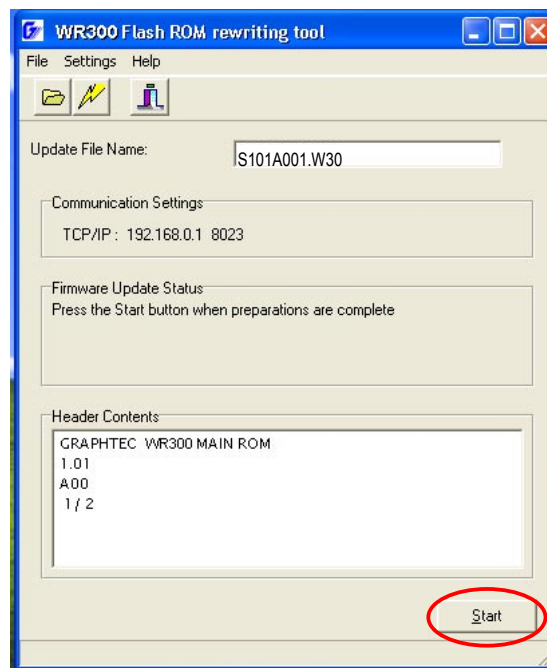 WR300 Flash ROM rewriting tool
File Settings Help
Update File Name: S101A001.W30
Communication Settings
TCP/IP : 192.168.0.1 8023
Firmware Update Status
Press the Start button when preparations are complete
Header Contents
GRAPHTEC WR300 MAIN ROM
1.01
A00
1 / 2
Start